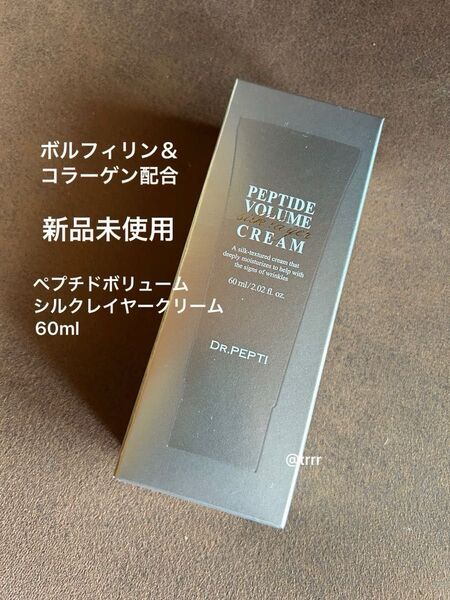 ボルフィリン&
コラーゲン配合
新品未使用
ペプチドボリューム
シルクレイヤークリーム
60ml
PEPTIDE
VOLUME
silk layer
CREAM
A silk-textured cream that
deeply moisturizes to help with
the signs of wrinkles
60 ml/2.02 fl. oz.
DR.PEPTI
@trrr